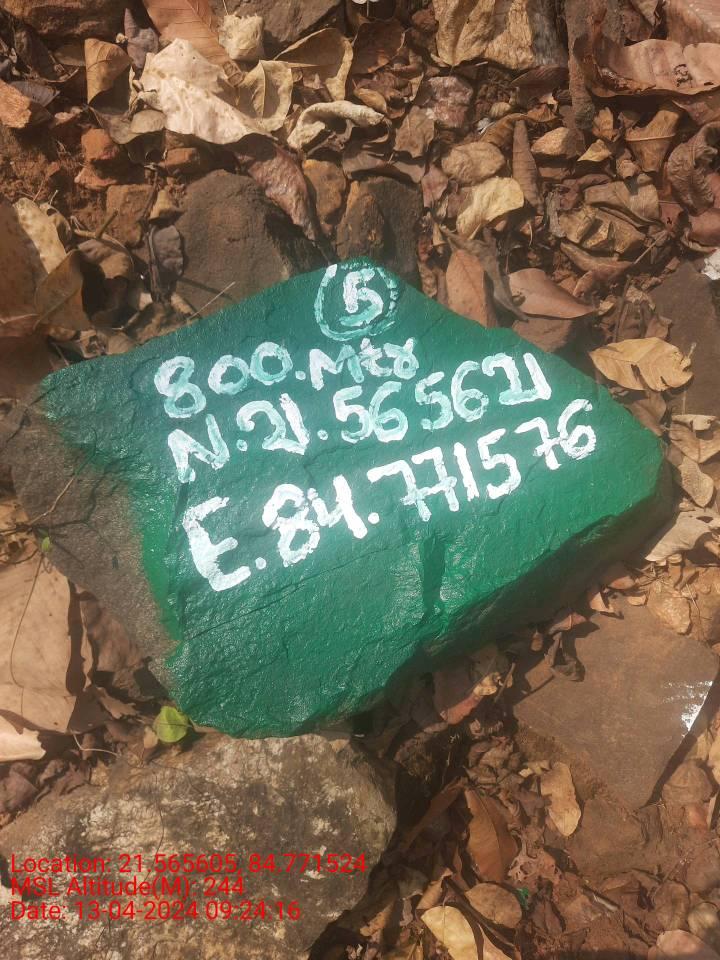 5
800.Mtr
N.21.565621
E.84.771576
Location: 21.565605, 84.771524
MSL Altitude(M): 244
Date: 13-04-2024 09:24:16